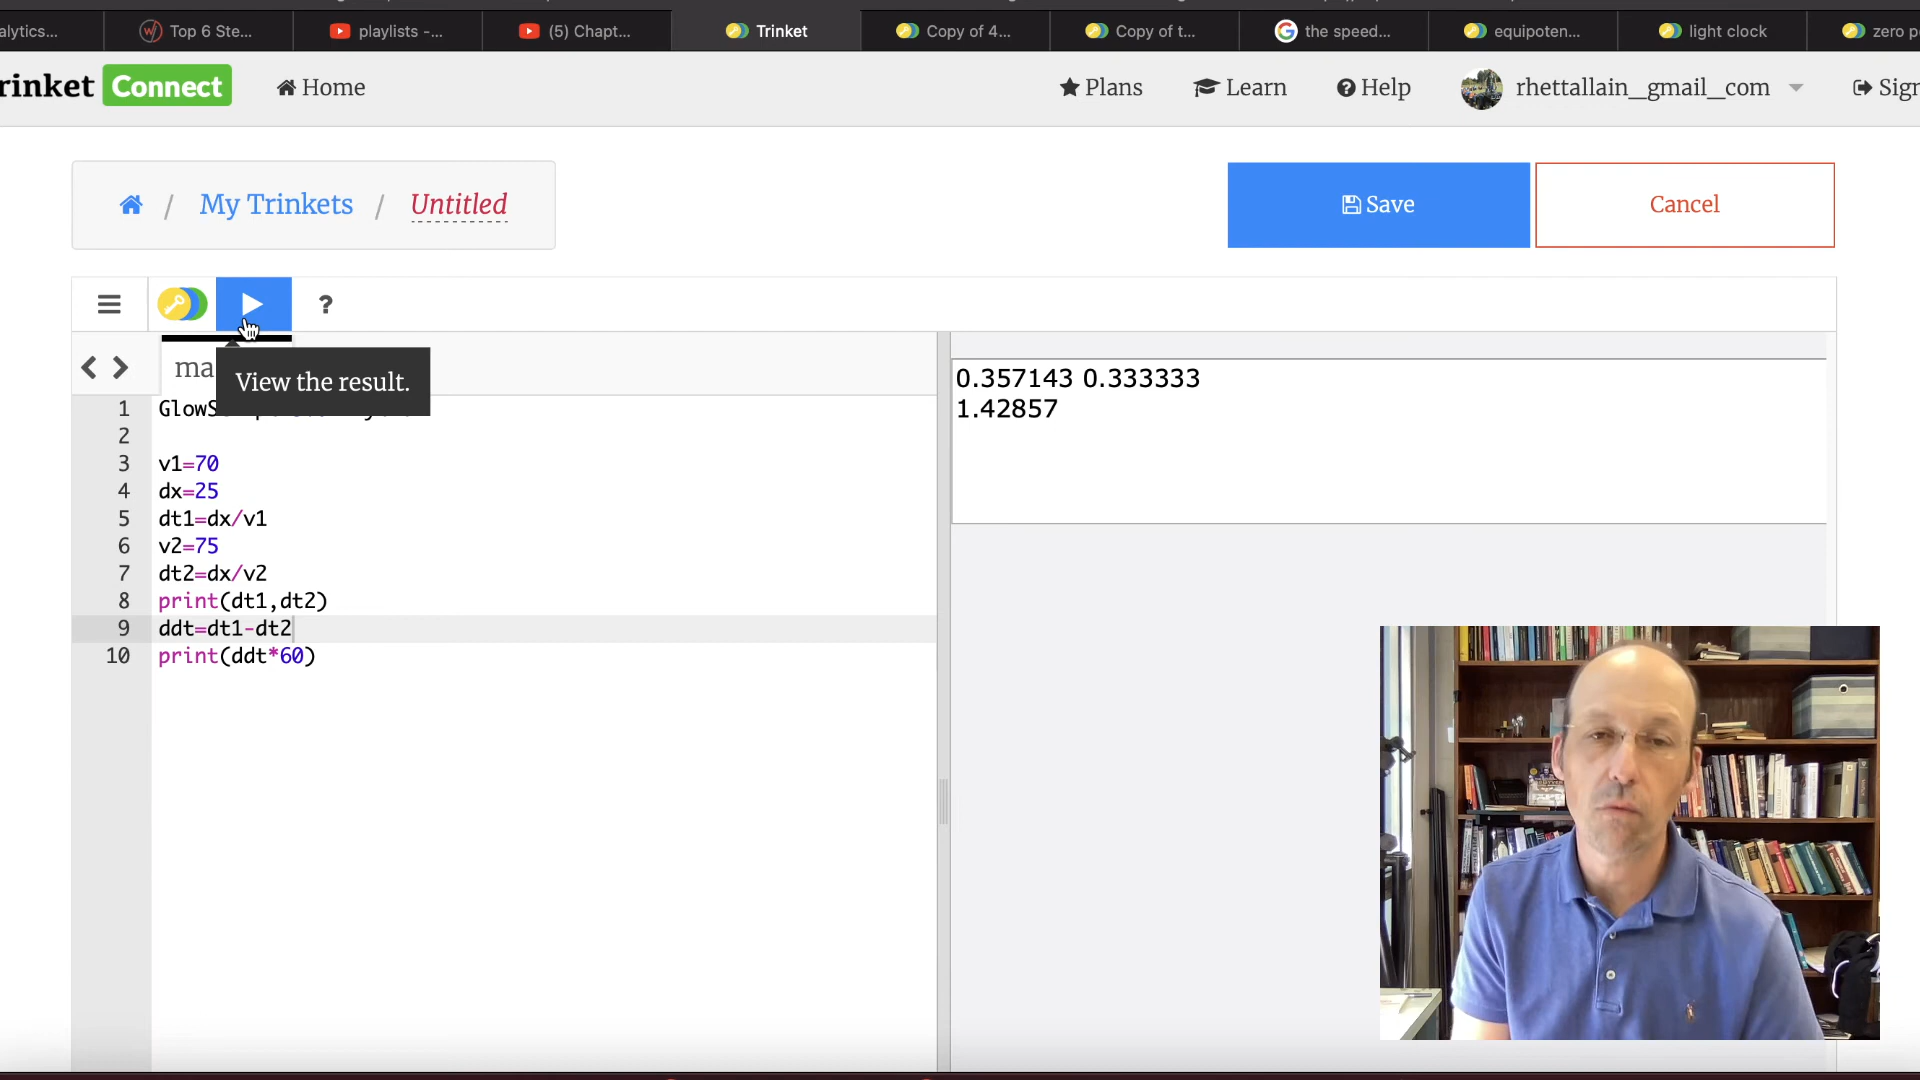 alytics...
Top 6 Ste...
playlists -...
(5) Chapt...
Trinket
Copy of 4...
Copy of t...
the speed...
equipoten...
light clock
zero p
rinket Connect
Home
Plans
Learn
Help
rhettallain_gmail_com
Sign
/ My Trinkets / Untitled
Save
Cancel
?
ma
View the result.
1 GlowS
2
3 v1=70
4 dx=25
5 dt1=dx/v1
6 v2=75
7 dt2=dx/v2
8 print(dt1,dt2)
9 ddt=dt1-dt2
10 print(ddt*60)
0.357143 0.333333
1.42857